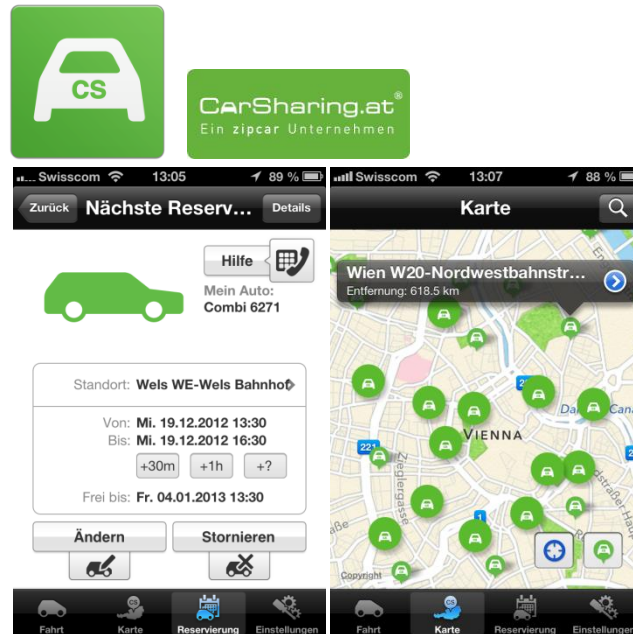 CS
CarSharing.at®
Ein zipcar Unternehmen
Swisscom 13:05 89 %
Zurück Nächste Reserv... Details
Hilfe
Mein Auto:
Combi 6271
Standort: Wels WE-Wels Bahnhof
Von: Mi. 19.12.2012 13:30
Bis: Mi. 19.12.2012 16:30
+30m +1h +?
Frei bis: Fr. 04.01.2013 13:30
Ändern Stornieren
Fahrt Karte Reservierung Einstellungen
Swisscom 13:07 88 %
Karte
Wien W20-Nordwestbahnstr...
Entfernung: 618.5 km
VIENNA
221
Zieglergasse
1
Copyright
CS
Fahrt Karte Reservierung Einstellungen